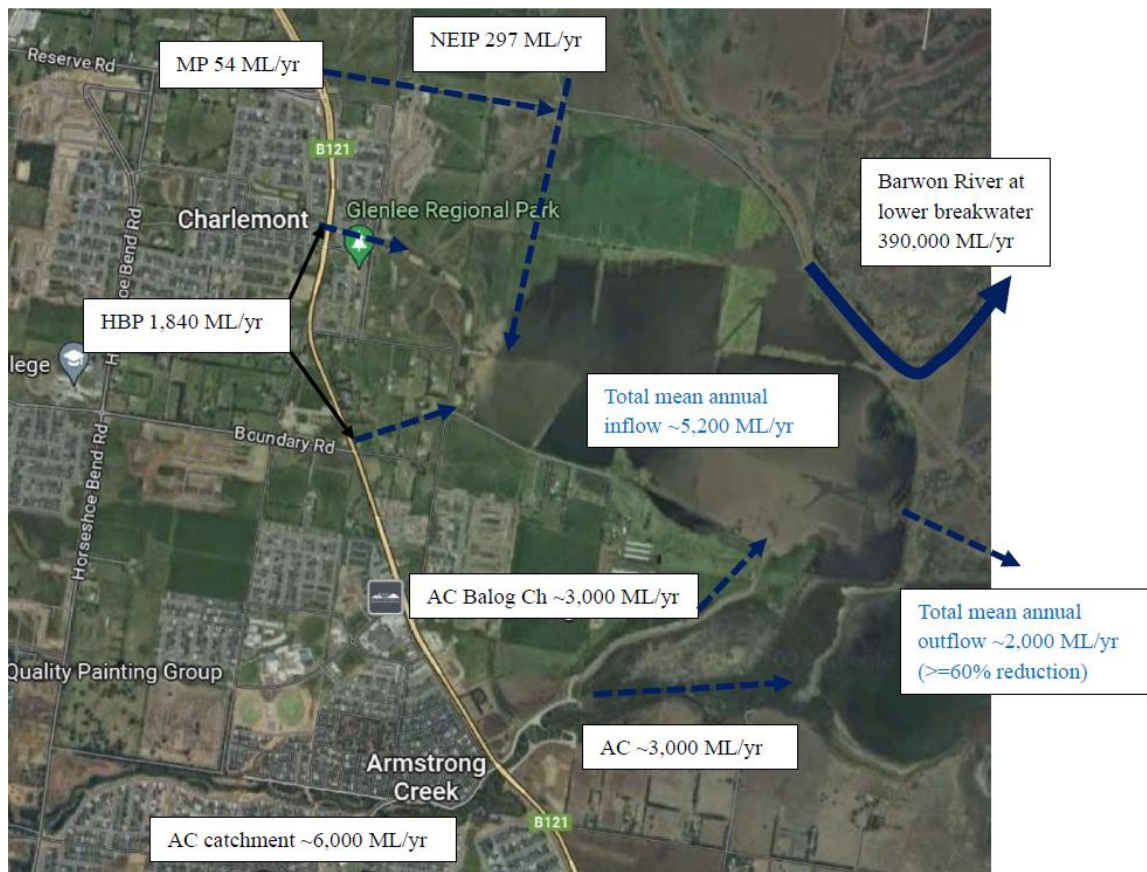 NEIP 297 ML/yr
MP 54 ML/yr
Reserve Rd
B121
Barwon River at
lower breakwater
390,000 ML/yr
Charlemont
Glenlee Regional Park
HBP 1,840 ML/yr
lege
Total mean annual
inflow ~5,200 ML/yr
Boundary Rd
Horseshoe Bend Rd
AC Balog Ch ~3,000 ML/yr
Total mean annual
outflow ~2,000 ML/yr
(>=60% reduction)
Quality Painting Group
AC ~3,000 ML/yr
Armstrong
Creek
B121
AC catchment ~6,000 ML/yr